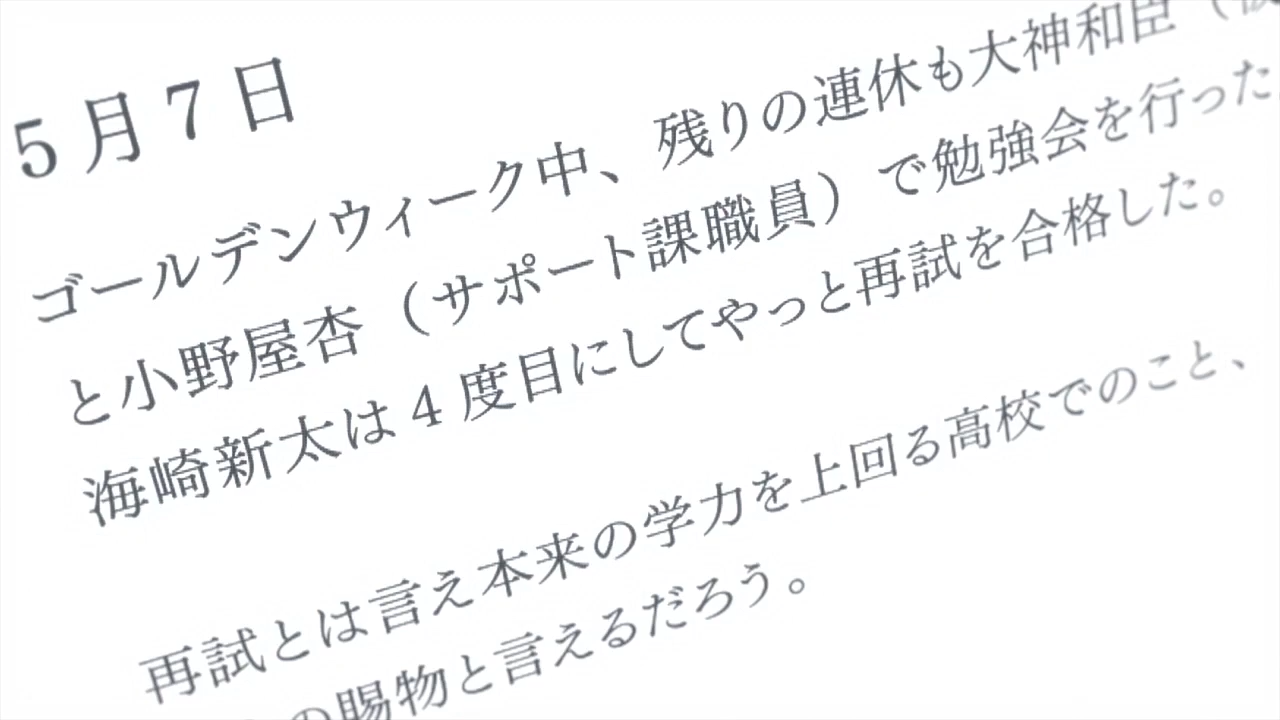 5月7日
ゴールデンウィーク中、残りの連休も大神和臣（
と小野屋杏（サポート課職員）で勉強会を行った
海崎新太は4度目にしてやっと再試を合格した。
再試とは言え本来の学力を上回る高校でのこと、
の賜物と言えるだろう。